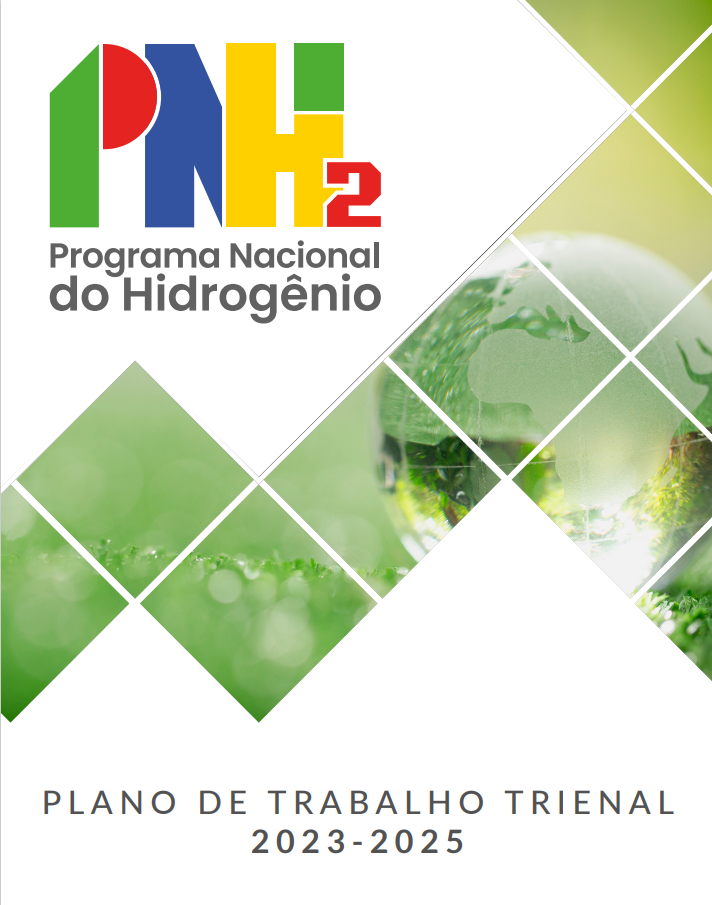 PNH2
Programa Nacional
do Hidrogênio
PLANO DE TRABALHO TRIENAL
2023-2025